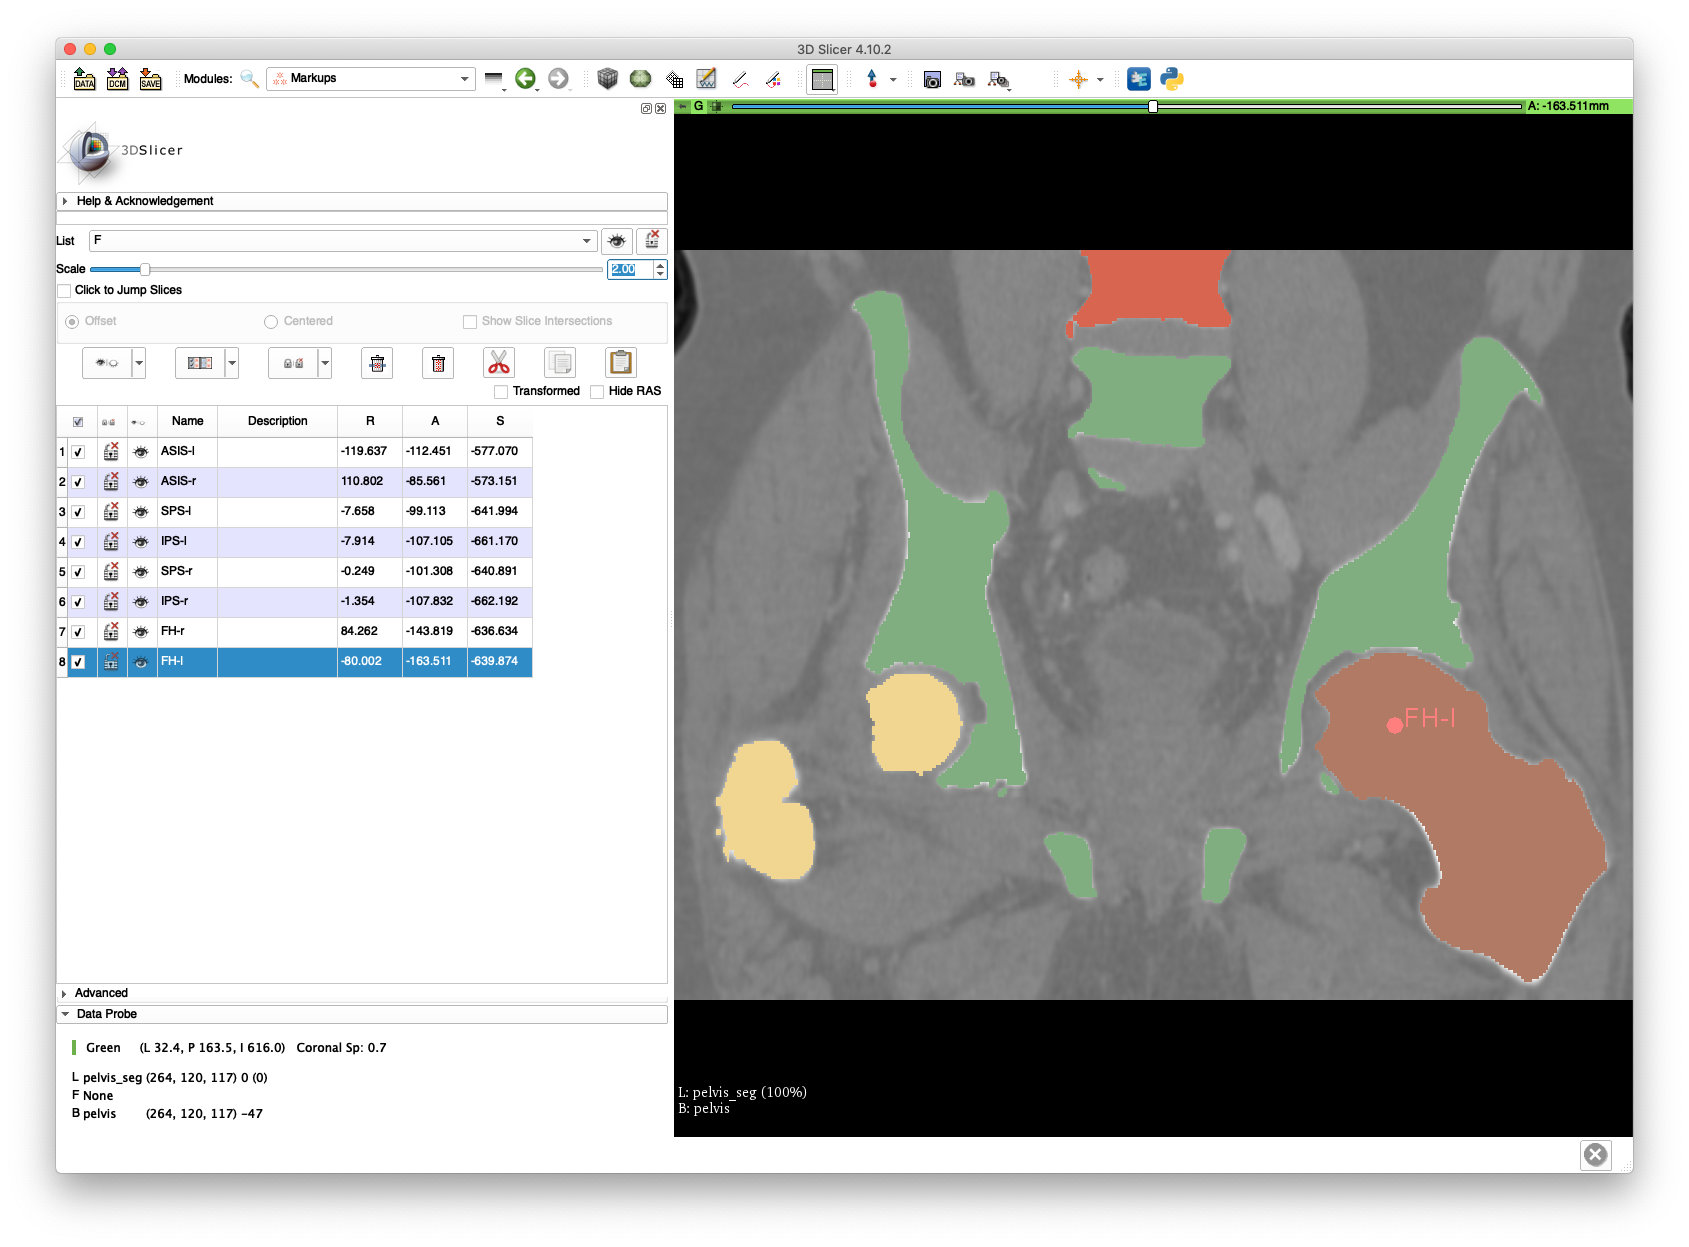 3D Slicer 4.10.2
DATA DCM SAVE Modules: Markups
G A: -163.511mm
3DSlicer
Help & Acknowledgement
List F
Scale 2.00
Click to Jump Slices
Offset Centered Show Slice Intersections
Transformed Hide RAS
Name Description R A S
1 ASIS-l -119.637 -112.451 -577.070
2 ASIS-r 110.802 -85.561 -573.151
3 SPS-l -7.658 -99.113 -641.994
4 IPS-l -7.914 -107.105 -661.170
5 SPS-r -0.249 -101.308 -640.891
6 IPS-r -1.354 -107.832 -662.192
7 FH-r 84.262 -143.819 -636.634
8 FH-l -80.002 -163.511 -639.874
FH-l
Advanced
Data Probe
Green (L 32.4, P 163.5, I 616.0) Coronal Sp: 0.7
L pelvis_seg (264, 120, 117) 0 (0)
F None
B pelvis (264, 120, 117) -47
L: pelvis_seg (100%)
B: pelvis